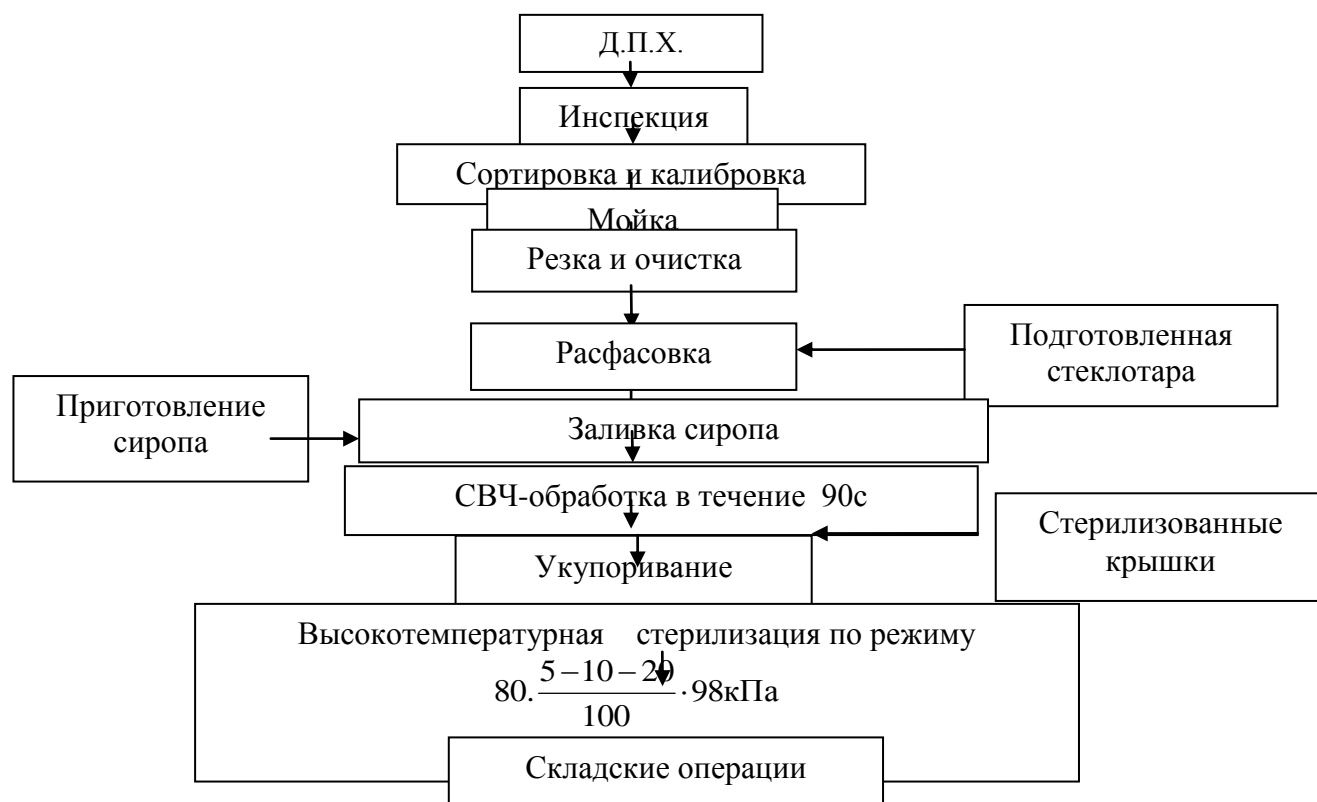 Д.П.Х.
Инспекция
Сортировка и калибровка
Мойка
Резка и очистка
Расфасовка
Подготовленная
стеклотара
Приготовление
сиропа
Заливка сиропа
СВЧ-обработка в течение 90с
Стерилизованные
крышки
Укупоривание
Высокотемпературная стерилизация по режиму
80. 5–10–20 / 100 · 98кПа
Складские операции